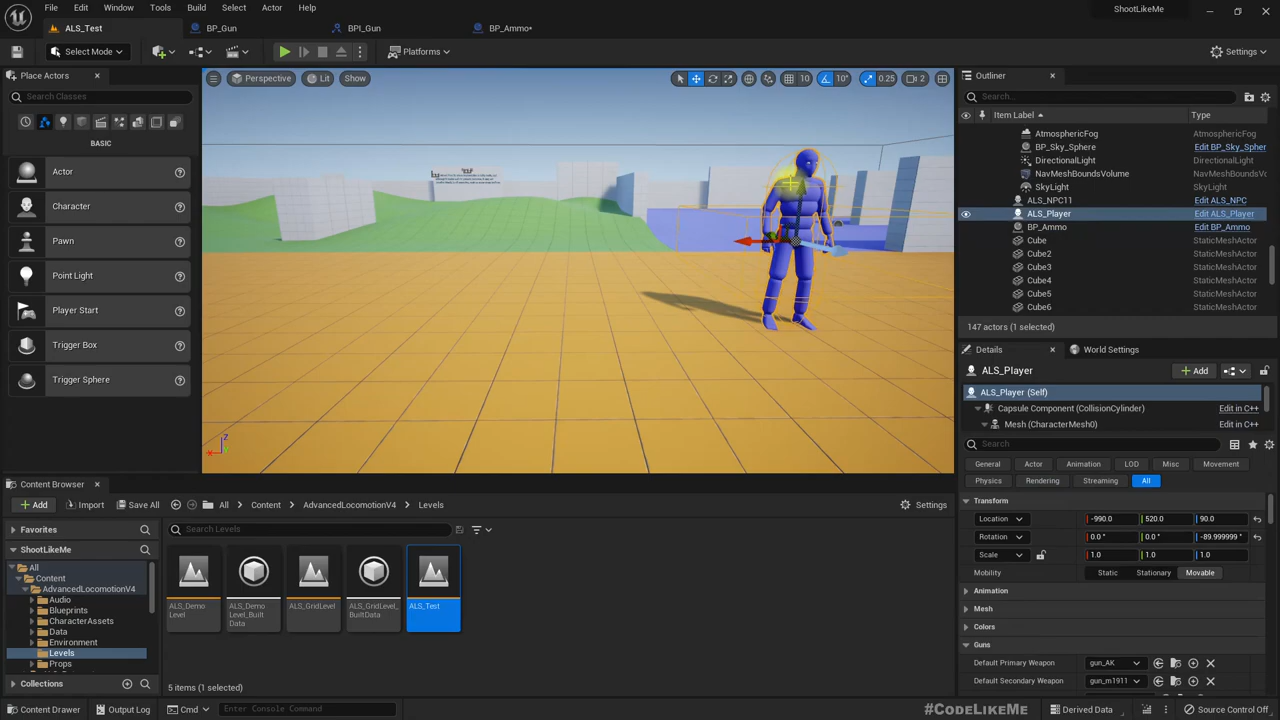 File Edit Window Tools Build Select Actor Help
ShootLikeMe
ALS_Test BP_Gun BPI_Gun BP_Ammo*
Select Mode Platforms Settings
Place Actors
Search Classes
BASIC
Actor
Character
Pawn
Point Light
Player Start
Trigger Box
Trigger Sphere
Perspective Lit Show 10 10° 0.25 2
z
x
Outliner
Search...
Item Label Type
AtmosphericFog
BP_Sky_Sphere Edit BP_Sky_Sphere
DirectionalLight DirectionalLight
NavMeshBoundsVolume NavMeshBoundsVolume
SkyLight SkyLight
ALS_NPC11 Edit ALS_NPC
ALS_Player Edit ALS_Player
BP_Ammo Edit BP_Ammo
Cube StaticMeshActor
Cube2 StaticMeshActor
Cube3 StaticMeshActor
Cube4 StaticMeshActor
Cube5 StaticMeshActor
Cube6 StaticMeshActor
147 actors (1 selected)
Details World Settings
ALS_Player Add
ALS_Player (Self)
Capsule Component (CollisionCylinder) Edit in C++
Mesh (CharacterMesh0) Edit in C++
Search
General Actor Animation LOD Misc Movement
Physics Rendering Streaming All
Transform
Location -990.0 520.0 90.0
Rotation 0.0 ° 0.0 ° -89.999999 °
Scale 1.0 1.0 1.0
Mobility Static Stationary Movable
Animation
Mesh
Colors
Guns
Default Primary Weapon gun_AK
Default Secondary Weapon gun_m1911
Content Browser
Add Import Save All All Content AdvancedLocomotionV4 Levels Settings
Favorites
ShootLikeMe
All
Content
AdvancedLocomotionV4
Audio
Blueprints
CharacterAssets
Data
Environment
Levels
Props
Collections
Search Levels
ALS_Demo
Level
ALS_Demo
Level_Built
Data
ALS_GridLevel
ALS_GridLevel_
BuiltData
ALS_Test
5 items (1 selected)
Content Drawer Output Log Cmd Enter Console Command
#CodeLikeMe
Derived Data Source Control Off